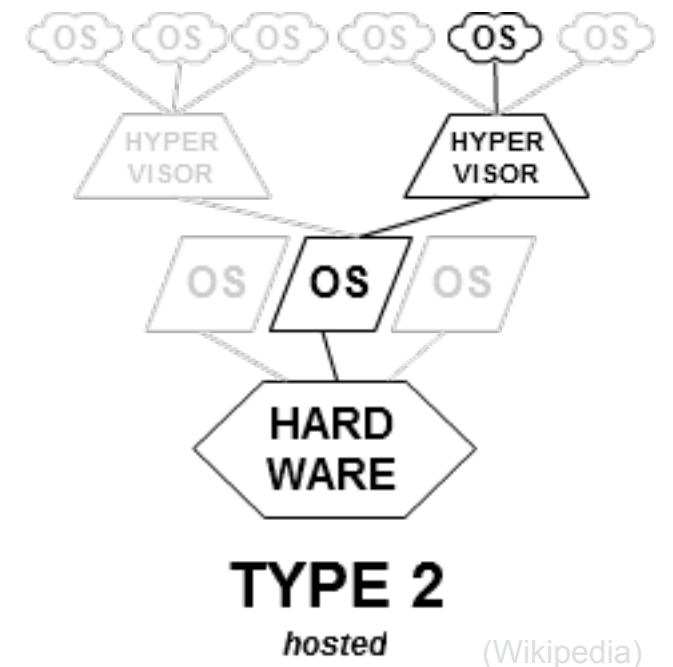 OS OS OS OS OS OS
HYPER HYPER
VISOR VISOR
OS OS OS
HARD
WARE
TYPE 2
hosted
(Wikipedia)